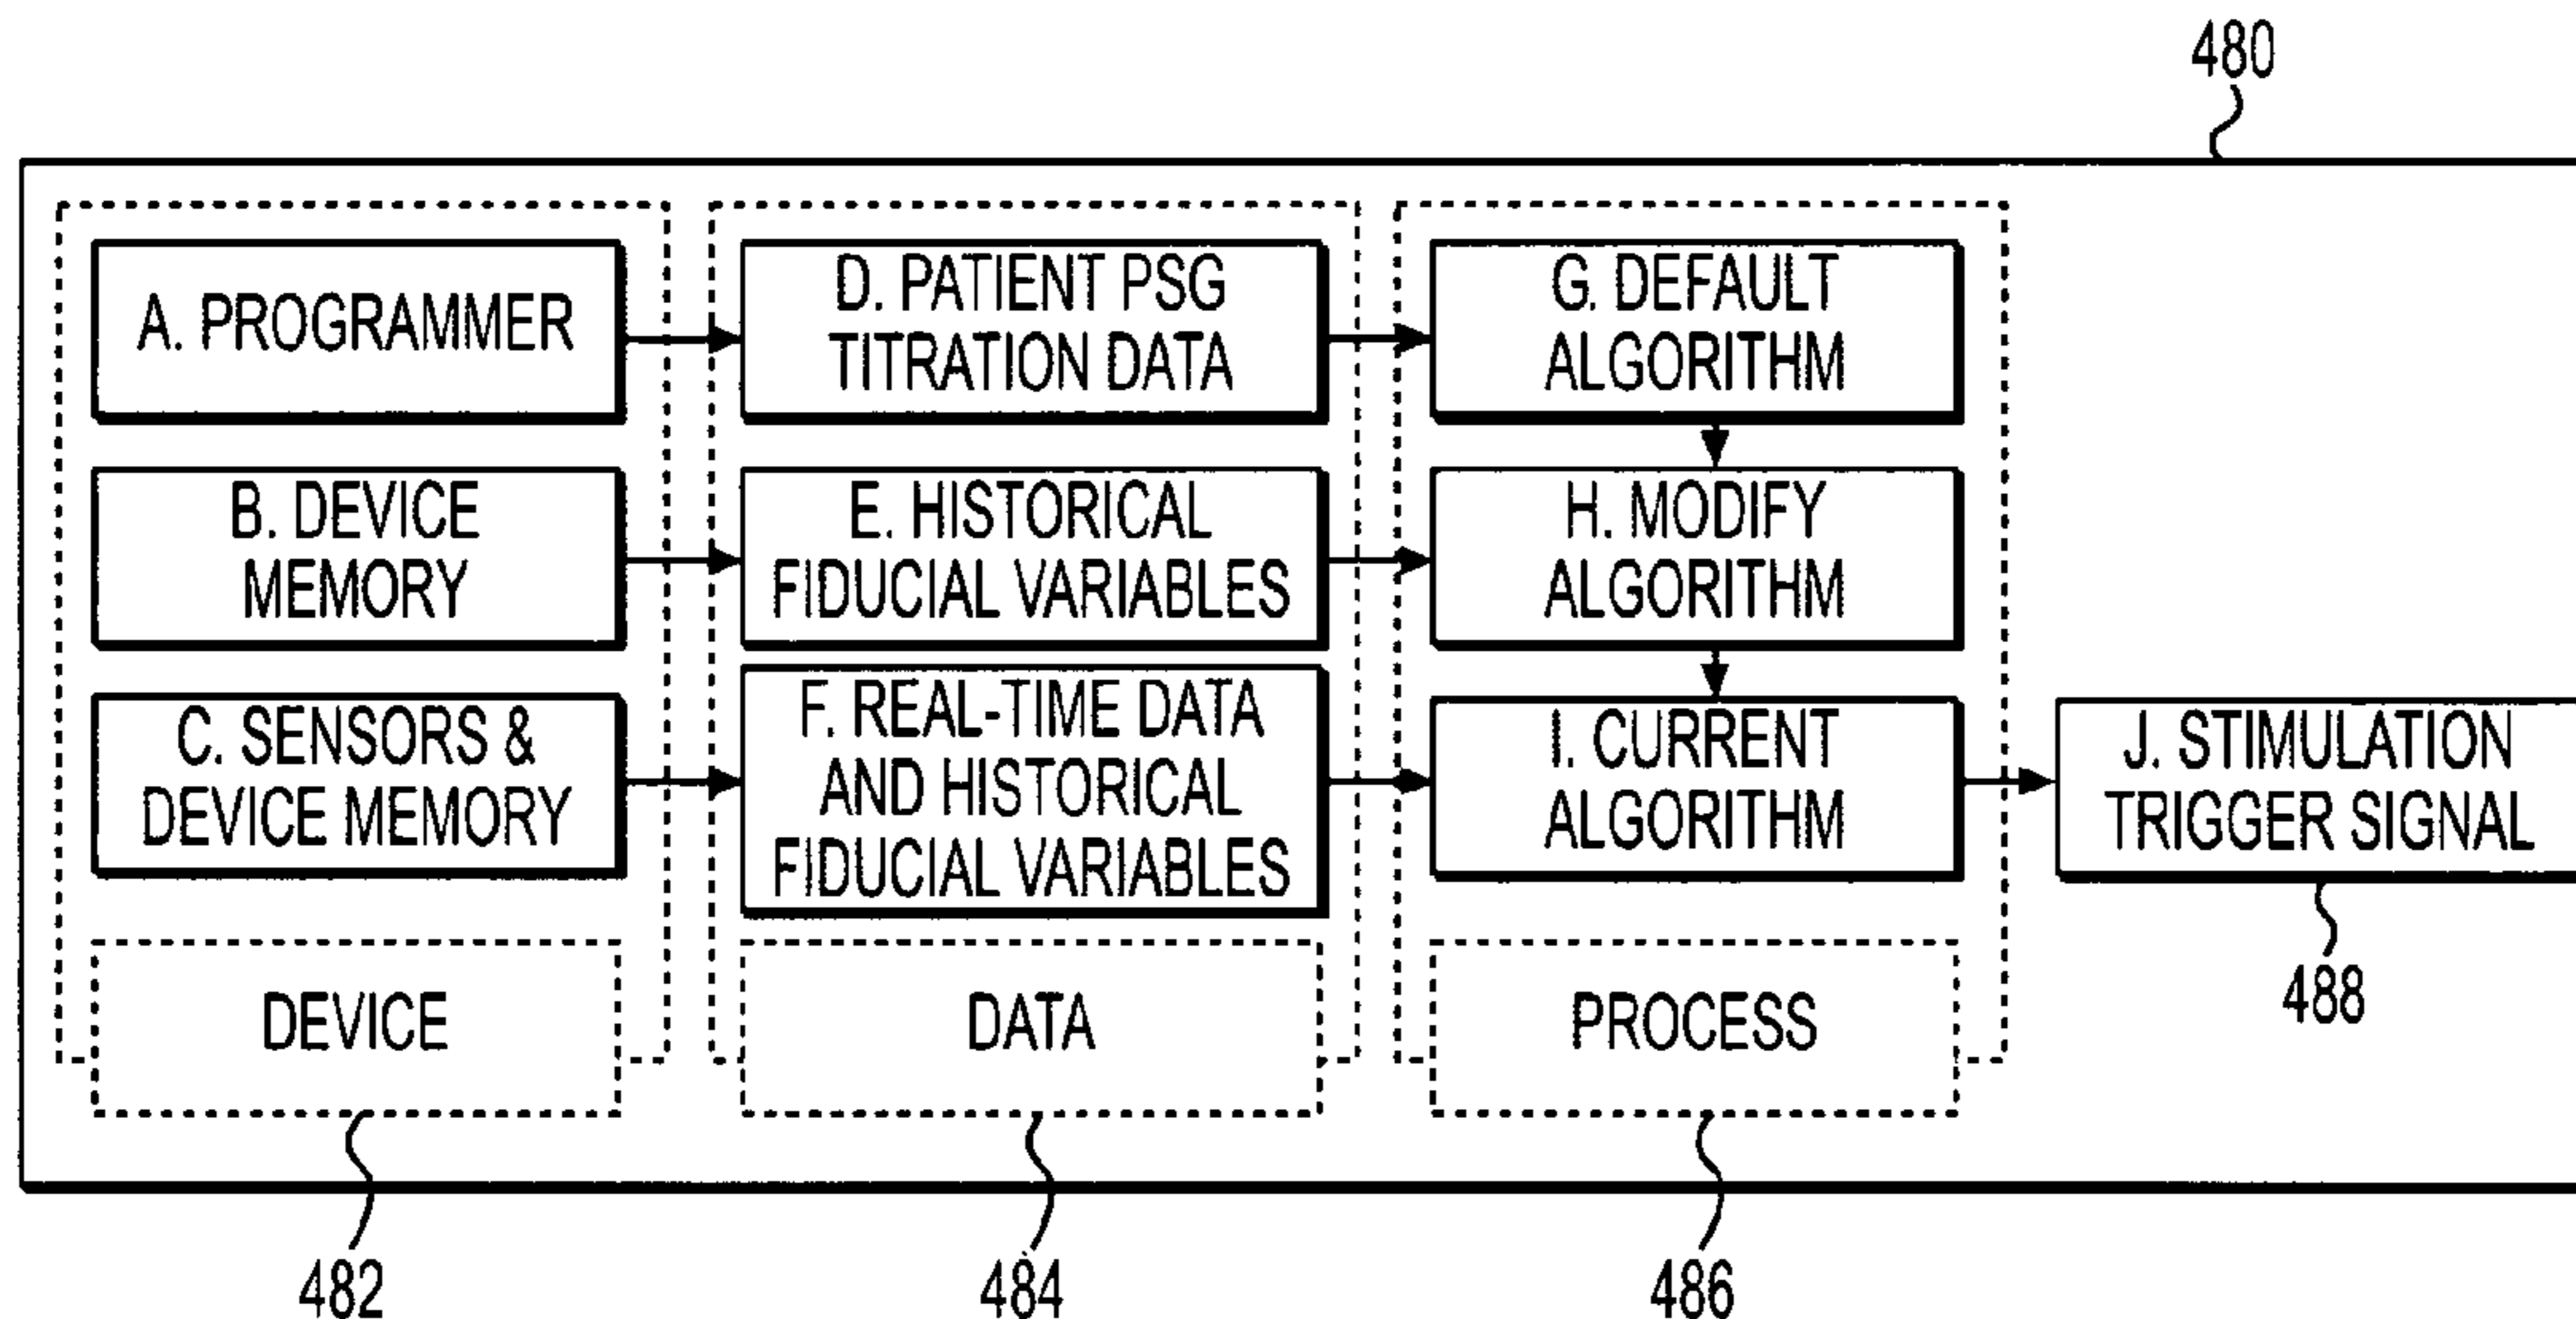 480
A. PROGRAMMER
D. PATIENT PSG
TITRATION DATA
G. DEFAULT
ALGORITHM
B. DEVICE
MEMORY
E. HISTORICAL
FIDUCIAL VARIABLES
H. MODIFY
ALGORITHM
C. SENSORS &
DEVICE MEMORY
F. REAL-TIME DATA
AND HISTORICAL
FIDUCIAL VARIABLES
I. CURRENT
ALGORITHM
J. STIMULATION
TRIGGER SIGNAL
DEVICE
DATA
PROCESS
488
482
484
486